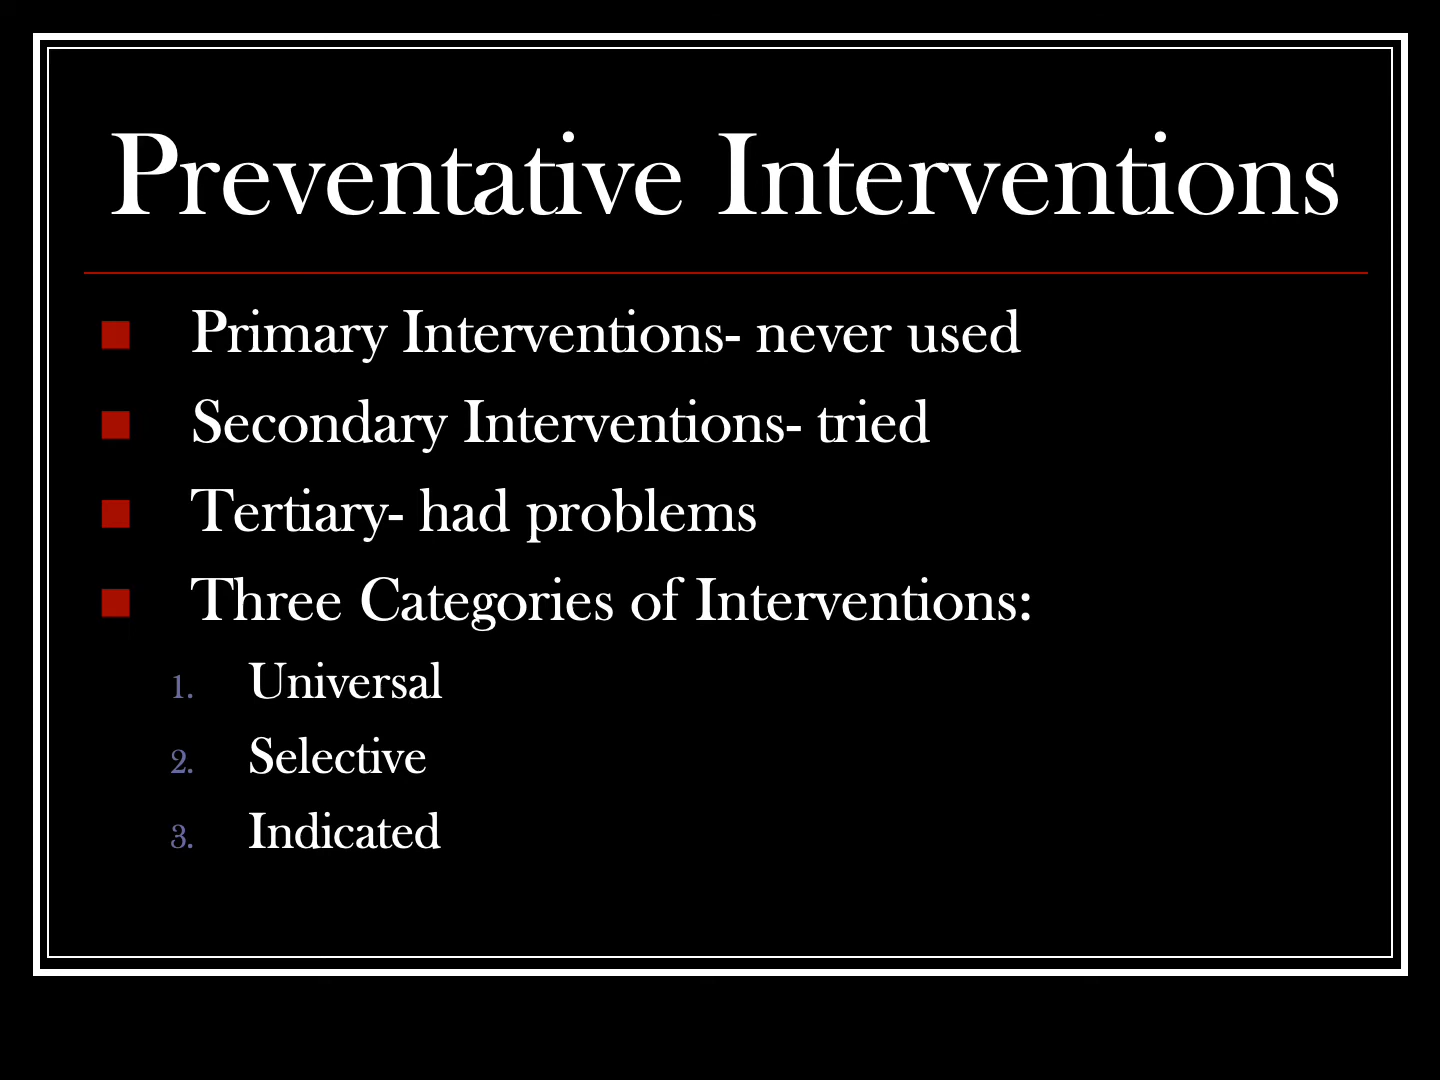 Preventative Interventions
Primary Interventions- never used
Secondary Interventions- tried
Tertiary- had problems
Three Categories of Interventions:
1. Universal
2. Selective
3. Indicated